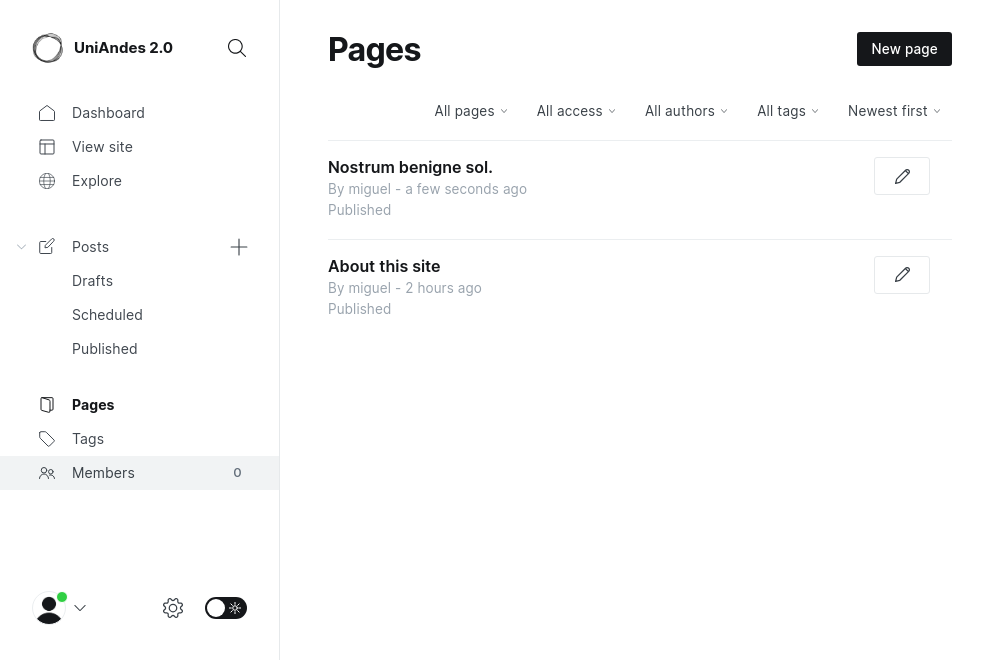 UniAndes 2.0
Dashboard
View site
Explore
Posts
Drafts
Scheduled
Published
Pages
Tags
Members 0
Pages
New page
All pages All access All authors All tags Newest first
Nostrum benigne sol.
By miguel - a few seconds ago
Published
About this site
By miguel - 2 hours ago
Published